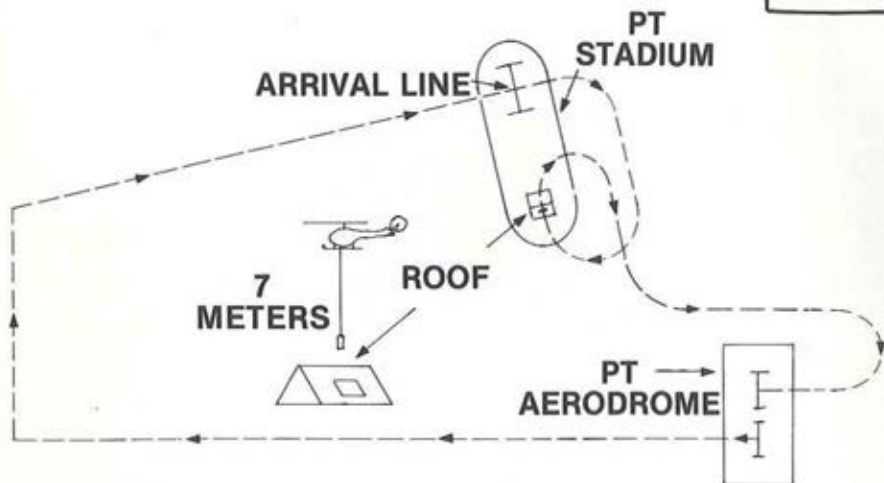 PT
STADIUM
ARRIVAL LINE
7
METERS
ROOF
PT
AERODROME